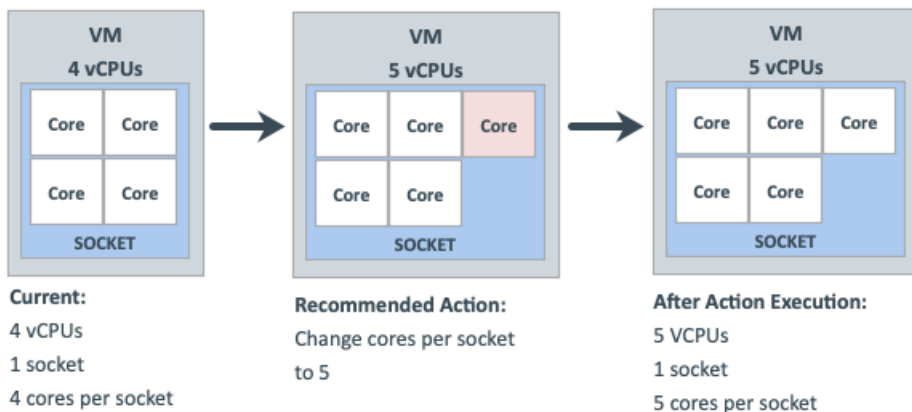 VM
4 vCPUs
Core Core
Core Core
SOCKET
Current:
4 vCPUs
1 socket
4 cores per socket
VM
5 vCPUs
Core Core Core
Core Core
SOCKET
Recommended Action:
Change cores per socket
to 5
VM
5 vCPUs
Core Core Core
Core Core
SOCKET
After Action Execution:
5 VCPUs
1 socket
5 cores per socket